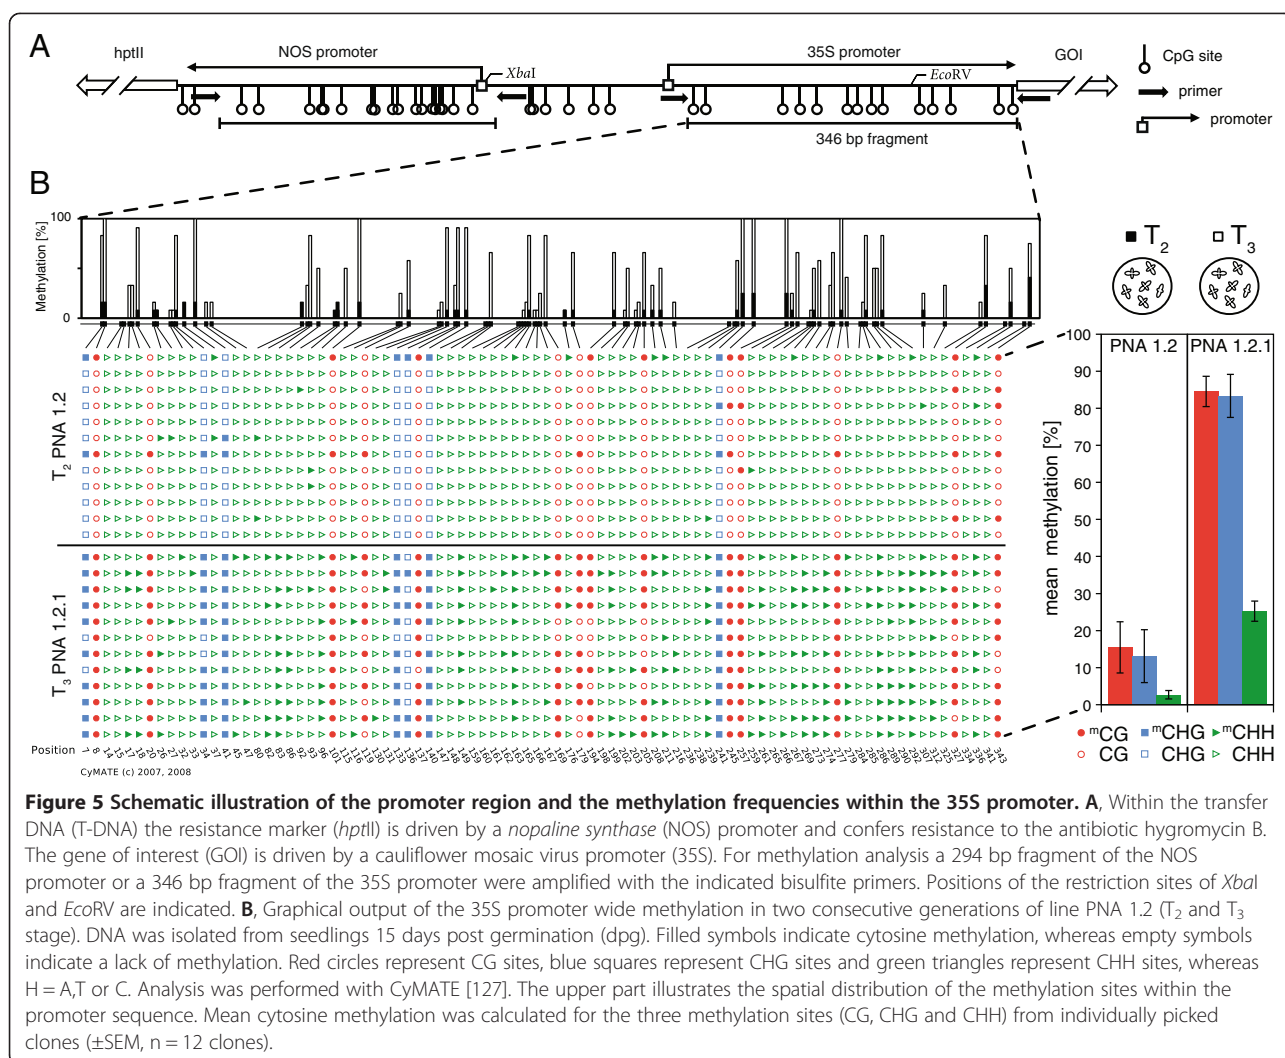 A
hptII
NOS promoter
XbaI
35S promoter
EcoRV
GOI
CpG site
primer
promoter
346 bp fragment
B
Methylation [%]
100
0
T2
T3
T2 PNA 1.2
T3 PNA 1.2.1
mean methylation [%]
100
90
80
70
60
50
40
30
20
10
0
PNA 1.2
PNA 1.2.1
Position
CyMATE (c) 2007, 2008
mCG mCHG mCHH
CG CHG CHH
Figure 5 Schematic illustration of the promoter region and the methylation frequencies within the 35S promoter. A, Within the transfer
DNA (T-DNA) the resistance marker (hptII) is driven by a nopaline synthase (NOS) promoter and confers resistance to the antibiotic hygromycin B.
The gene of interest (GOI) is driven by a cauliflower mosaic virus promoter (35S). For methylation analysis a 294 bp fragment of the NOS
promoter or a 346 bp fragment of the 35S promoter were amplified with the indicated bisulfite primers. Positions of the restriction sites of XbaI
and EcoRV are indicated. B, Graphical output of the 35S promoter wide methylation in two consecutive generations of line PNA 1.2 (T2 and T3
stage). DNA was isolated from seedlings 15 days post germination (dpg). Filled symbols indicate cytosine methylation, whereas empty symbols
indicate a lack of methylation. Red circles represent CG sites, blue squares represent CHG sites and green triangles represent CHH sites, whereas
H = A,T or C. Analysis was performed with CyMATE [127]. The upper part illustrates the spatial distribution of the methylation sites within the
promoter sequence. Mean cytosine methylation was calculated for the three methylation sites (CG, CHG and CHH) from individually picked
clones (±SEM, n = 12 clones).